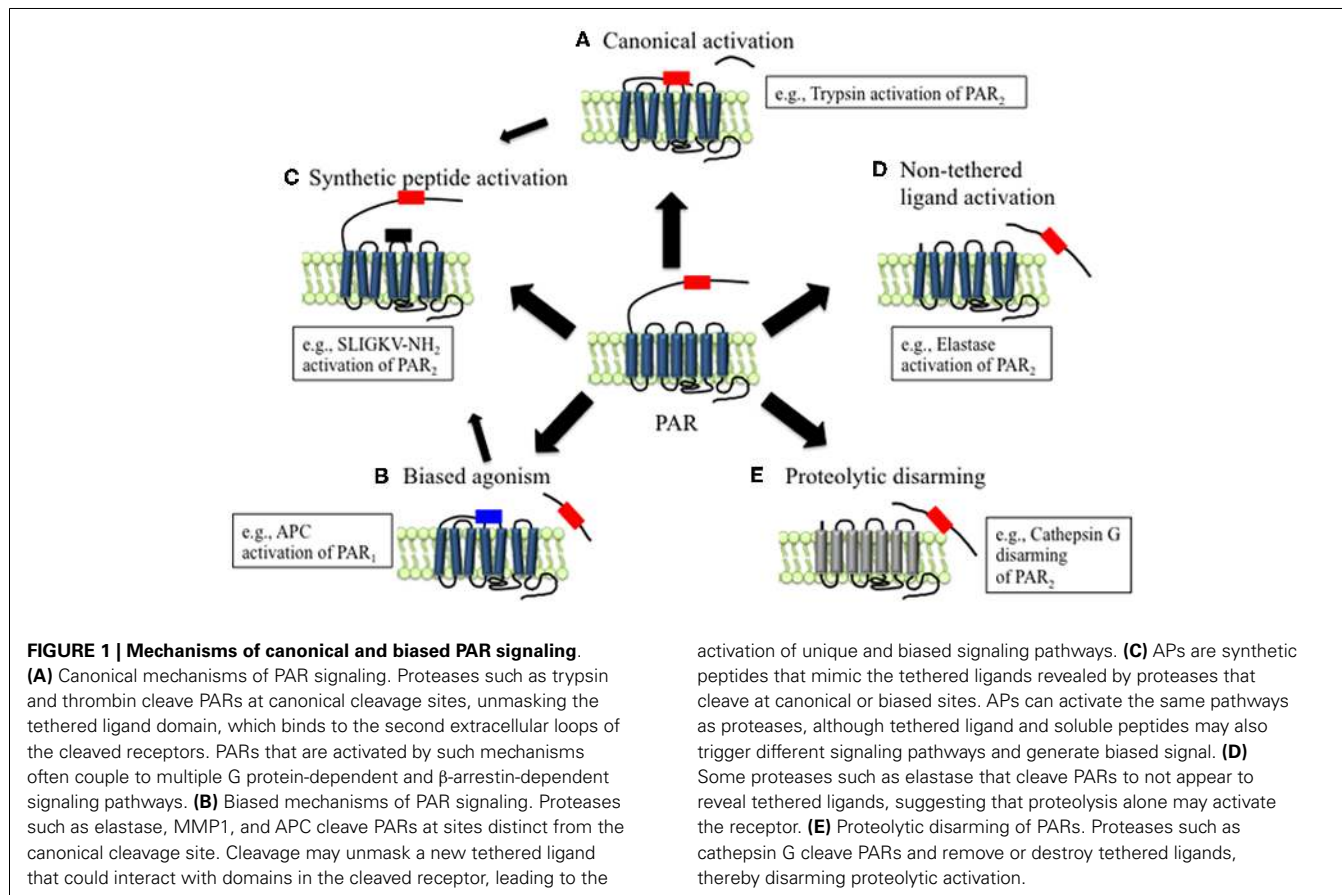 A Canonical activation
e.g., Trypsin activation of PAR₂
C Synthetic peptide activation
D Non-tethered
ligand activation
e.g., SLIGKV-NH₂
activation of PAR₂
e.g., Elastase
activation of PAR₂
PAR
B Biased agonism
E Proteolytic disarming
e.g., APC
activation of PAR₁
e.g., Cathepsin G
disarming
of PAR₂
FIGURE 1 | Mechanisms of canonical and biased PAR signaling.
(A) Canonical mechanisms of PAR signaling. Proteases such as trypsin
and thrombin cleave PARs at canonical cleavage sites, unmasking the
tethered ligand domain, which binds to the second extracellular loops of
the cleaved receptors. PARs that are activated by such mechanisms
often couple to multiple G protein-dependent and β-arrestin-dependent
signaling pathways. (B) Biased mechanisms of PAR signaling. Proteases
such as elastase, MMP1, and APC cleave PARs at sites distinct from the
canonical cleavage site. Cleavage may unmask a new tethered ligand
that could interact with domains in the cleaved receptor, leading to the
activation of unique and biased signaling pathways. (C) APs are synthetic
peptides that mimic the tethered ligands revealed by proteases that
cleave at canonical or biased sites. APs can activate the same pathways
as proteases, although tethered ligand and soluble peptides may also
trigger different signaling pathways and generate biased signal. (D)
Some proteases such as elastase that cleave PARs to not appear to
reveal tethered ligands, suggesting that proteolysis alone may activate
the receptor. (E) Proteolytic disarming of PARs. Proteases such as
cathepsin G cleave PARs and remove or destroy tethered ligands,
thereby disarming proteolytic activation.